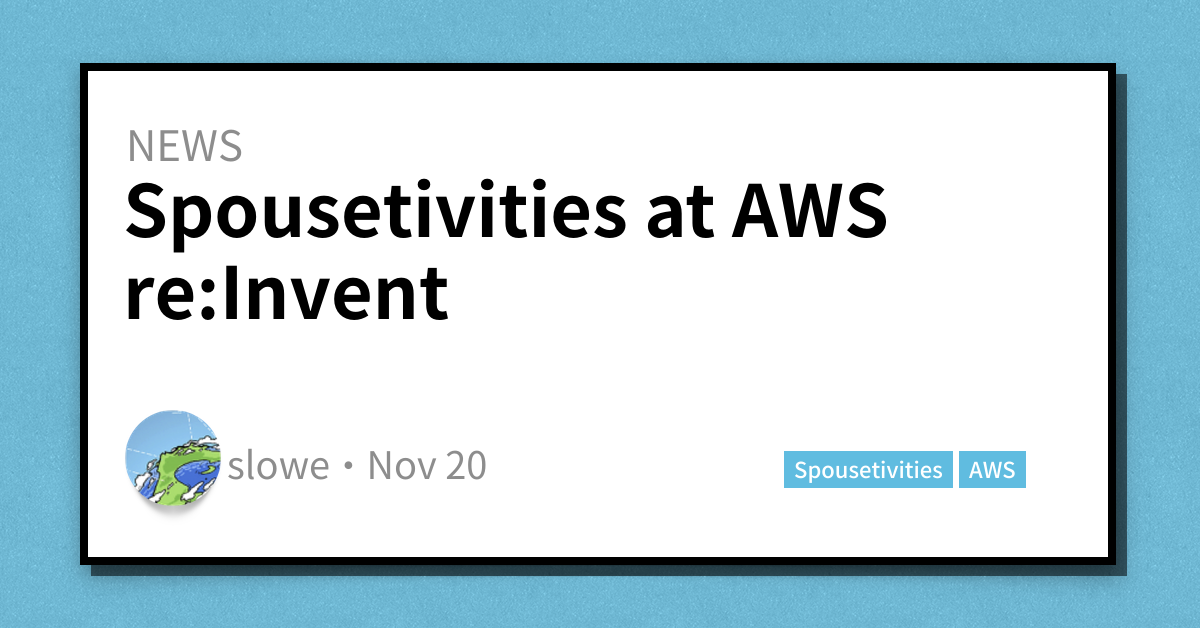 NEWS
Spousetivities at AWS
re:Invent
slowe • Nov 20
Spousetivities AWS